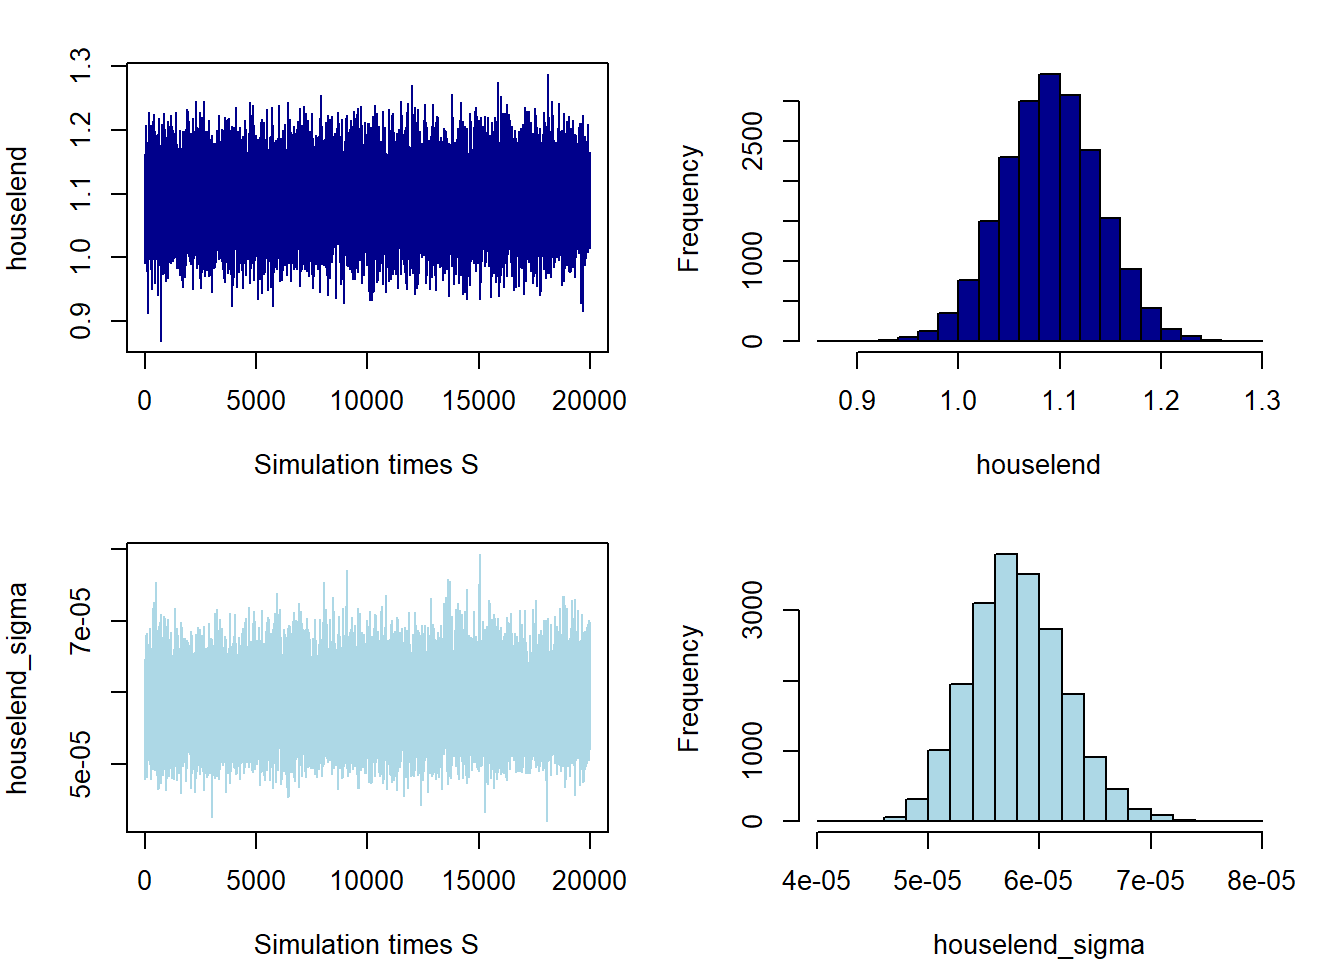 houselend
0.9 1.0 1.1 1.2 1.3
0 5000 10000 15000 20000
Simulation times S
Frequency
0 1000 2500
0.9 1.0 1.1 1.2 1.3
houselend
houselend_sigma
5e-05 7e-05
0 5000 10000 15000 20000
Simulation times S
Frequency
0 1000 3000
4e-05 5e-05 6e-05 7e-05 8e-05
houselend_sigma